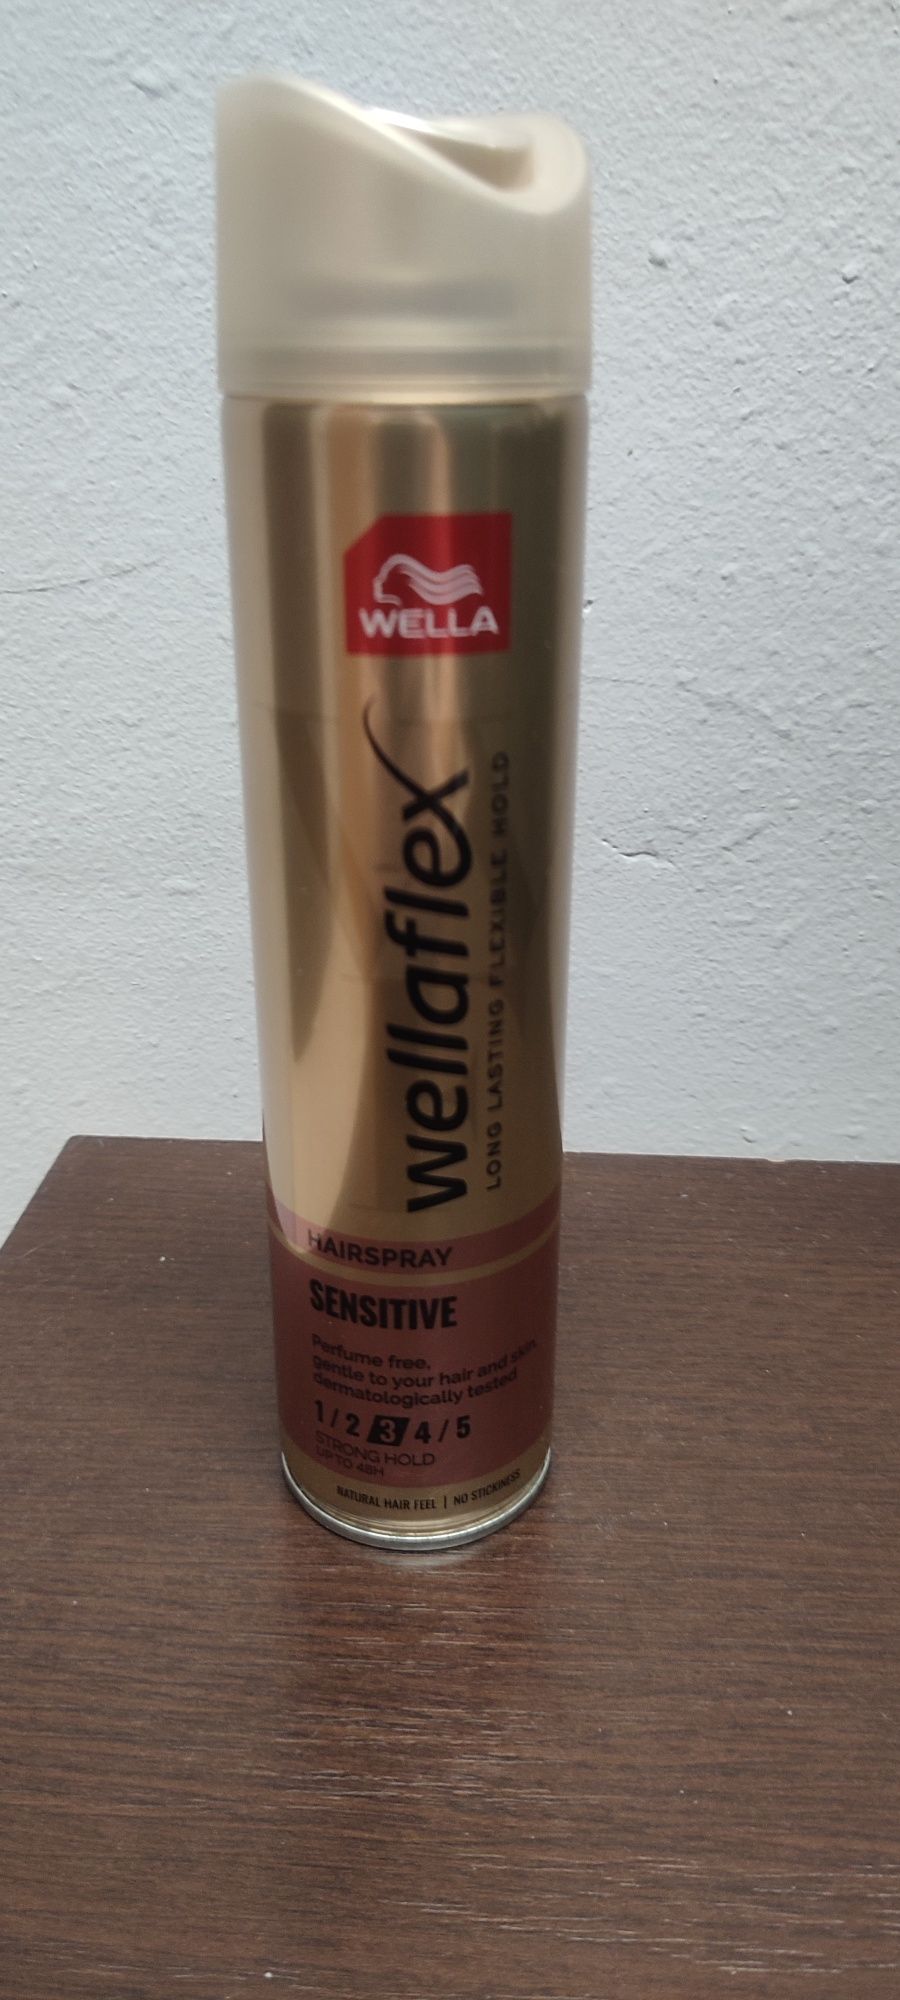 WELLA
wellaflex
LONG LASTING FLEXIBLE HOLD
HAIRSPRAY
SENSITIVE
Perfume free,
gentle to your hair and skin,
dermatologically tested
1 / 2 3 4 / 5
STRONG HOLD
UP TO 48H
NATURAL HAIR FEEL | NO STICKINESS